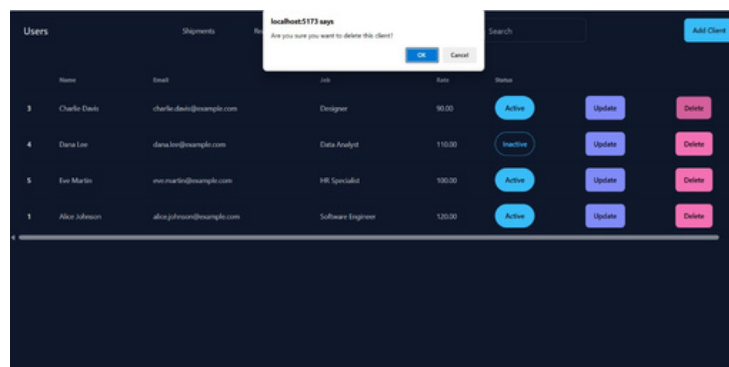 localhost:5173 says
Are you sure you want to delete this client?
OK Cancel
Users Shipments Search Add Client
Name Email Job Rate Status
3 Charlie Davis charlie.davis@example.com Designer 90.00 Active Update Delete
4 Dana Lee dana.lee@example.com Data Analyst 110.00 Inactive Update Delete
5 Eve Martin eve.martin@example.com HR Specialist 100.00 Active Update Delete
1 Alice Johnson alice.johnson@example.com Software Engineer 120.00 Active Update Delete